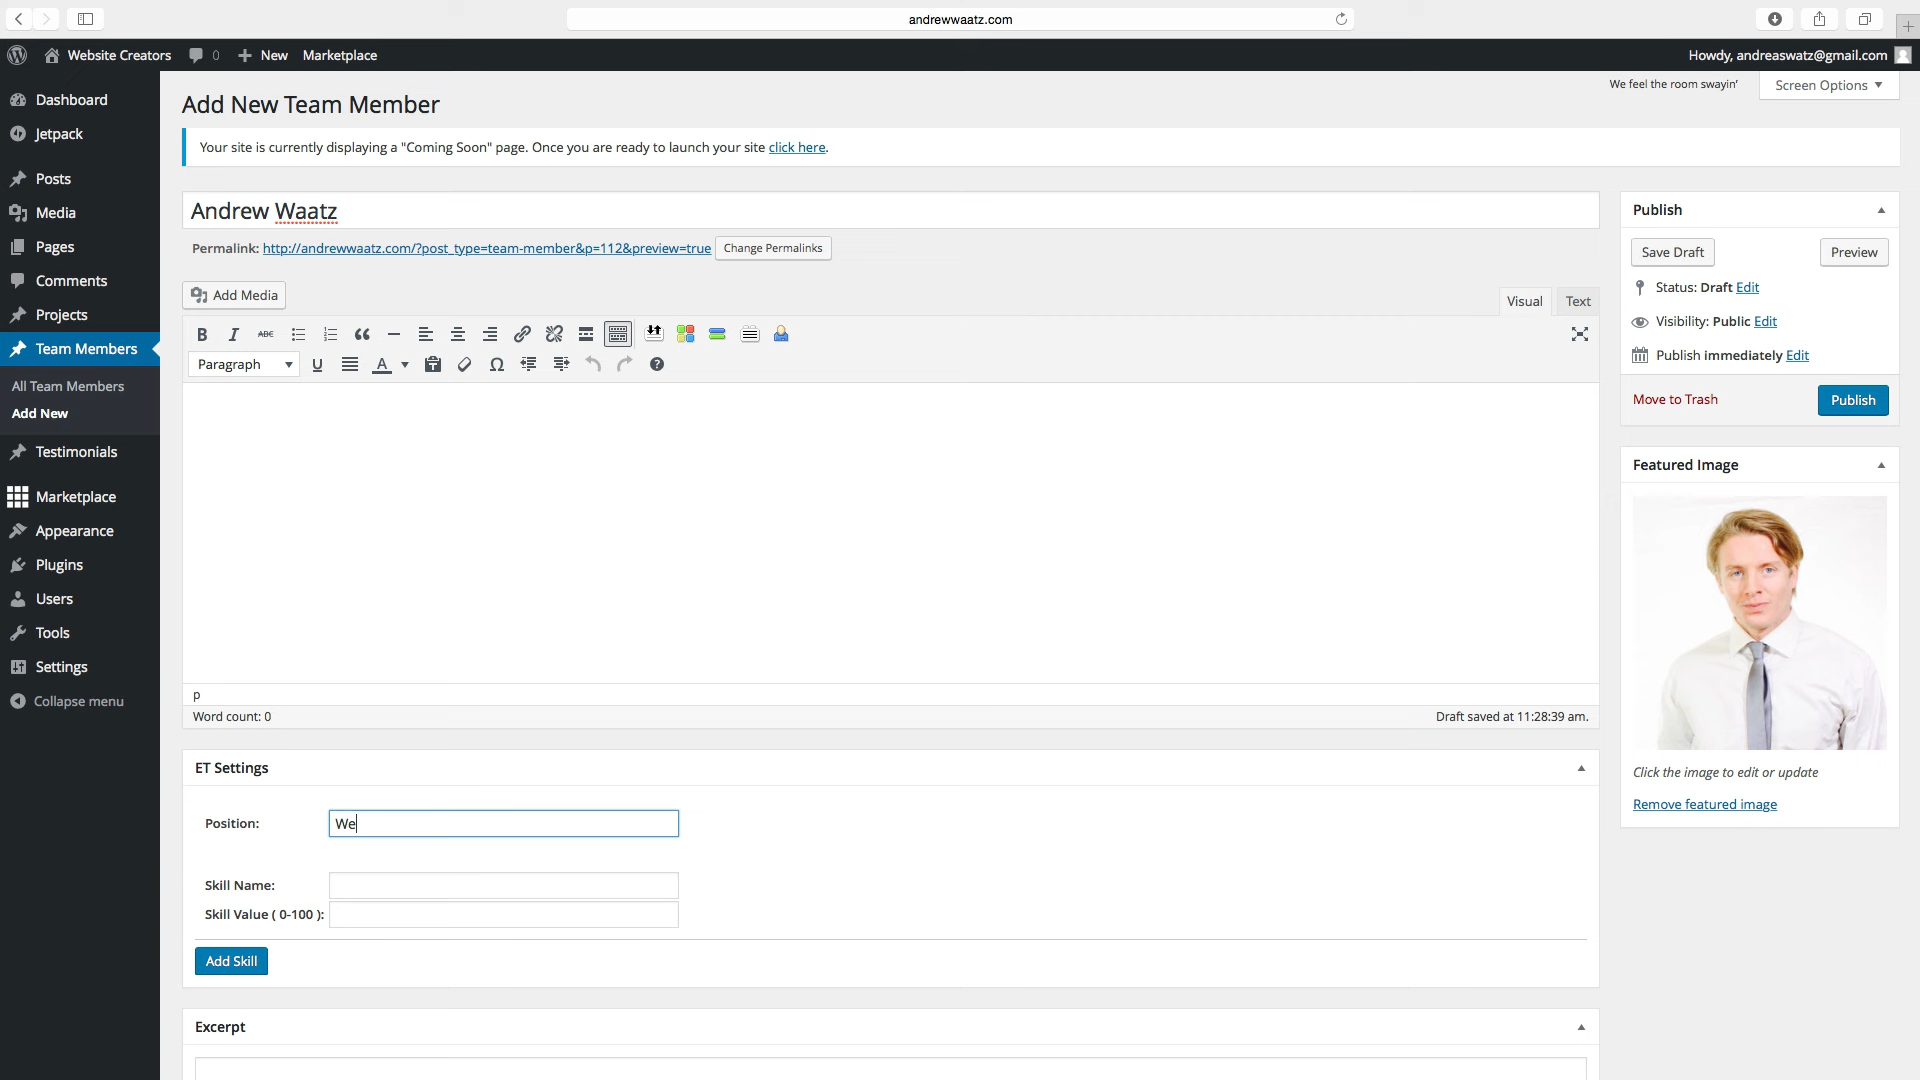 andrewwaatz.com
Website Creators 0 New Marketplace Howdy, andreaswatz@gmail.com
Dashboard
Jetpack
Posts
Media
Pages
Comments
Projects
Team Members
All Team Members
Add New
Testimonials
Marketplace
Appearance
Plugins
Users
Tools
Settings
Collapse menu
We feel the room swayin' Screen Options
Add New Team Member
Your site is currently displaying a "Coming Soon" page. Once you are ready to launch your site click here.
Andrew Waatz
Permalink: http://andrewwaatz.com/?post_type=team-member&p=112&preview=true Change Permalinks
Add Media Visual Text
B I ABC
Paragraph U A Ω ?
p
Word count: 0 Draft saved at 11:28:39 am.
ET Settings
Position: We
Skill Name:
Skill Value ( 0-100 ):
Add Skill
Excerpt
Publish
Save Draft Preview
Status: Draft Edit
Visibility: Public Edit
Publish immediately Edit
Move to Trash Publish
Featured Image
Click the image to edit or update
Remove featured image